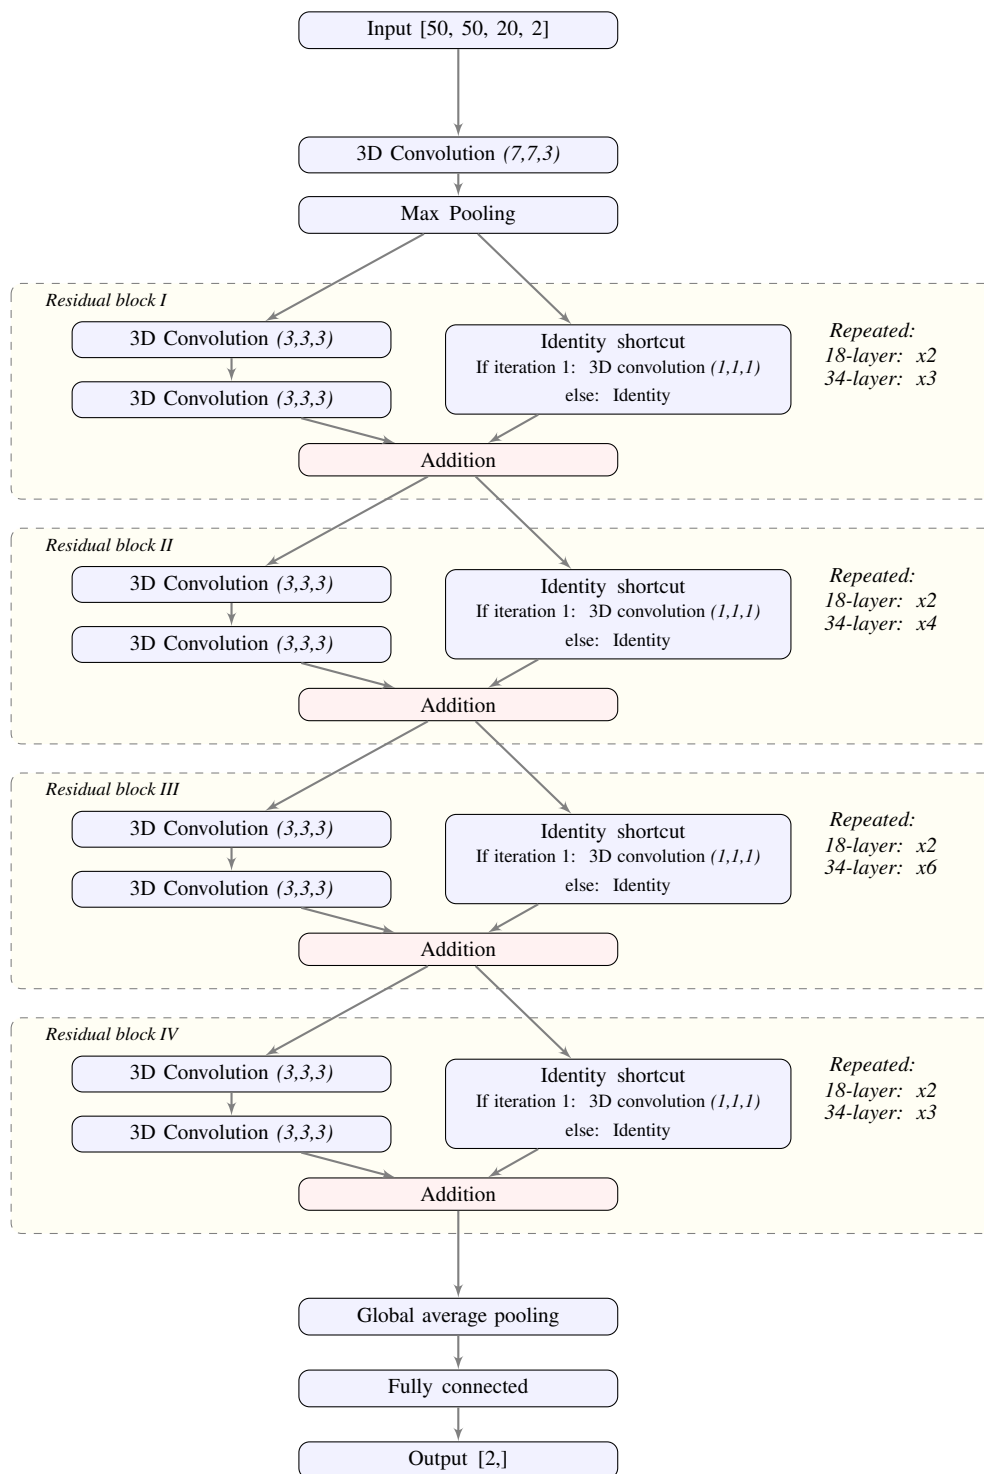 Input [50, 50, 20, 2]
3D Convolution (7,7,3)
Max Pooling
Residual block I
3D Convolution (3,3,3)
3D Convolution (3,3,3)
Identity shortcut
If iteration 1: 3D convolution (1,1,1)
else: Identity
Repeated:
18-layer: x2
34-layer: x3
Addition
Residual block II
3D Convolution (3,3,3)
3D Convolution (3,3,3)
Identity shortcut
If iteration 1: 3D convolution (1,1,1)
else: Identity
Repeated:
18-layer: x2
34-layer: x4
Addition
Residual block III
3D Convolution (3,3,3)
3D Convolution (3,3,3)
Identity shortcut
If iteration 1: 3D convolution (1,1,1)
else: Identity
Repeated:
18-layer: x2
34-layer: x6
Addition
Residual block IV
3D Convolution (3,3,3)
3D Convolution (3,3,3)
Identity shortcut
If iteration 1: 3D convolution (1,1,1)
else: Identity
Repeated:
18-layer: x2
34-layer: x3
Addition
Global average pooling
Fully connected
Output [2,]